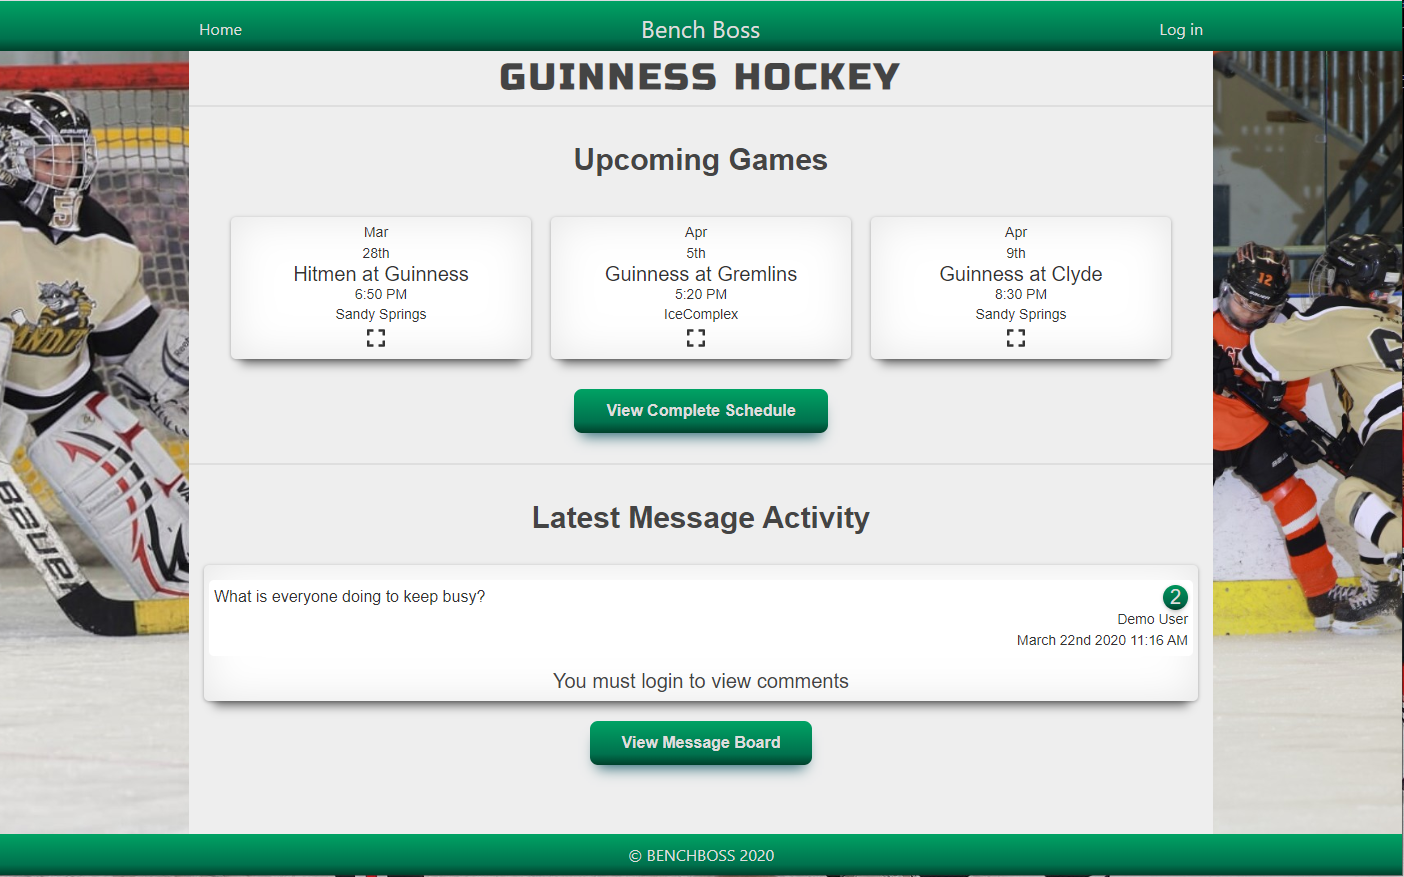 Home
Bench Boss
Log in
GUINNESS HOCKEY
Upcoming Games
Mar
28th
Hitmen at Guinness
6:50 PM
Sandy Springs
Apr
5th
Guinness at Gremlins
5:20 PM
IceComplex
Apr
9th
Guinness at Clyde
8:30 PM
Sandy Springs
View Complete Schedule
Latest Message Activity
What is everyone doing to keep busy?
2
Demo User
March 22nd 2020 11:16 AM
You must login to view comments
View Message Board
© BENCHBOSS 2020
BAUER
12